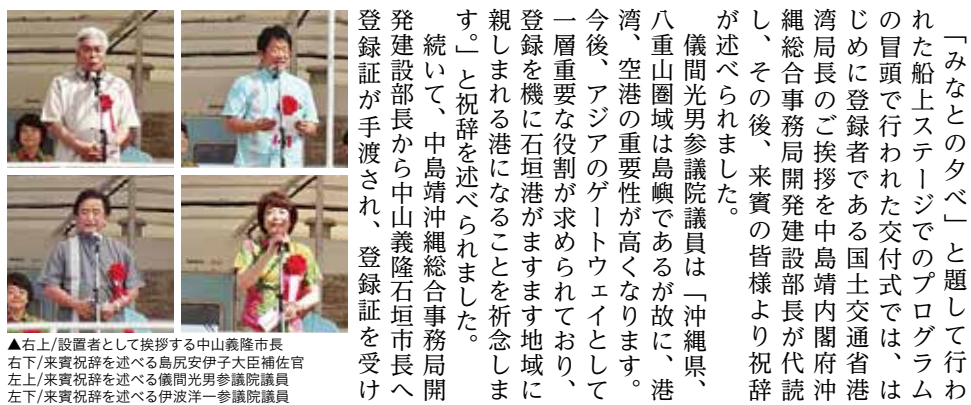 「みなとの夕べ」と題して行わ
れた船上ステージでのプログラム
の冒頭で行われた交付式では、は
じめに登録者である国土交通省港
湾局長のご挨拶を中島靖内閣府沖
縄総合事務局開発建設部長が代読
し、その後、来賓の皆様より祝辞
が述べられました。
儀間光男参議院議員は「沖縄県、
八重山圏域は島嶼であるが故に、港
湾、空港の重要性が高くなります。
今後、アジアのゲートウェイとして
一層重要な役割が求められており、
登録を機に石垣港がますます地域に
親しまれる港になることを祈念しま
す。」と祝辞を述べられました。
続いて、中島靖沖縄総合事務局開
発建設部長から中山義隆石垣市長へ
登録証が手渡され、登録証を受け
▲右上/設置者として挨拶する中山義隆市長
右下/来賓祝辞を述べる島尻安伊子大臣補佐官
左上/来賓祝辞を述べる儀間光男参議院議員
左下/来賓祝辞を述べる伊波洋一参議院議員